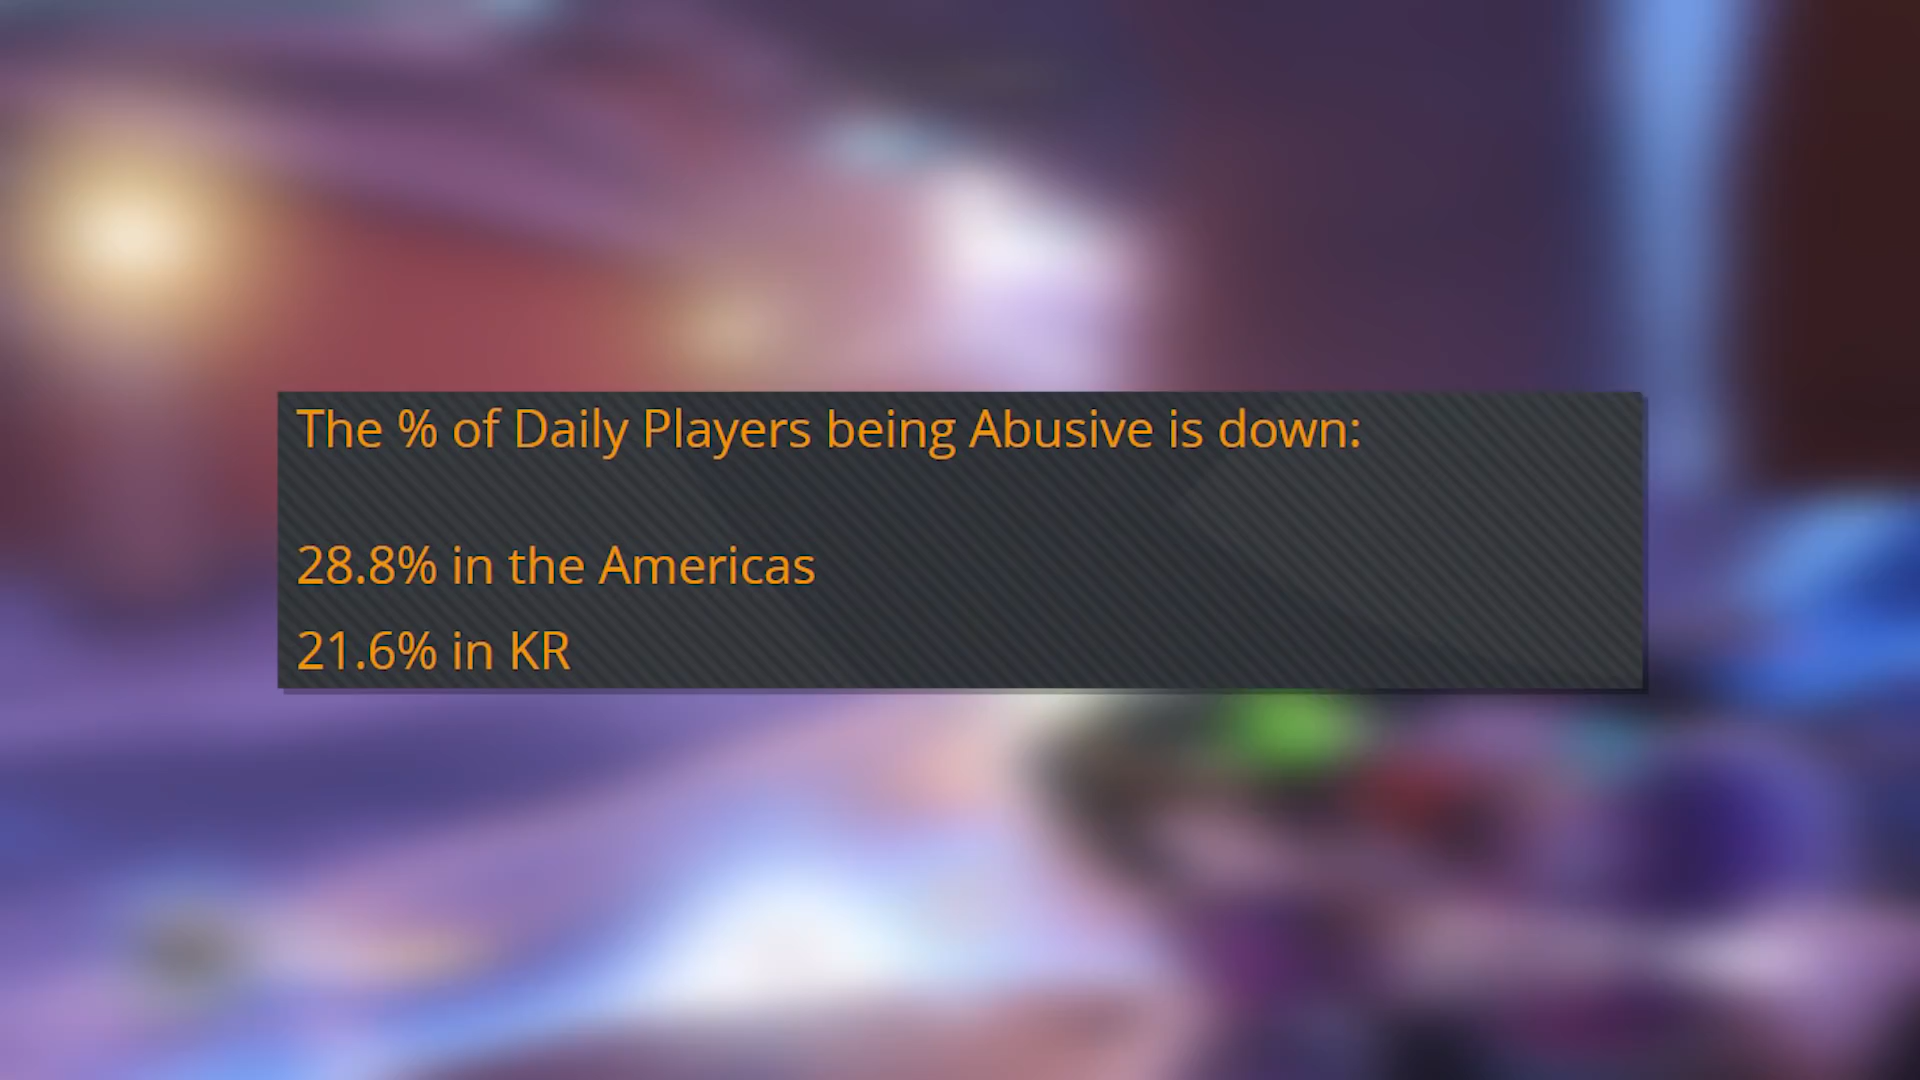 The % of Daily Players being Abusive is down:
28.8% in the Americas
21.6% in KR